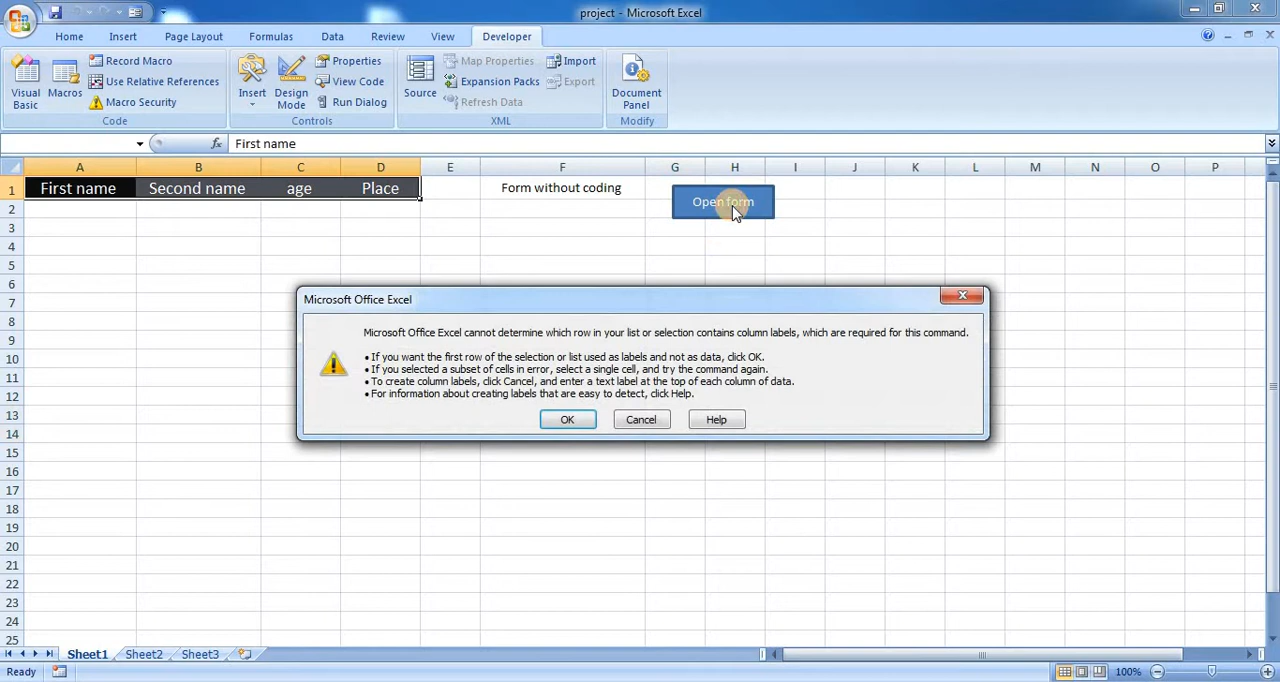 project - Microsoft Excel
Home Insert Page Layout Formulas Data Review View Developer
Visual Basic
Macros
Record Macro
Use Relative References
Macro Security
Code
Insert
Design Mode
Properties
View Code
Run Dialog
Controls
Source
Map Properties
Expansion Packs
Refresh Data
Import
Export
XML
Document Panel
Modify
fx First name
A B C D E F G H I J K L M N O P
1 First name Second name age Place Form without coding
Open form
2
3
4
5
6
7
8
9
10
11
12
13
14
15
16
17
18
19
20
21
22
23
24
25
Microsoft Office Excel
Microsoft Office Excel cannot determine which row in your list or selection contains column labels, which are required for this command.
• If you want the first row of the selection or list used as labels and not as data, click OK.
• If you selected a subset of cells in error, select a single cell, and try the command again.
• To create column labels, click Cancel, and enter a text label at the top of each column of data.
• For information about creating labels that are easy to detect, click Help.
OK Cancel Help
Sheet1 Sheet2 Sheet3
Ready 100%